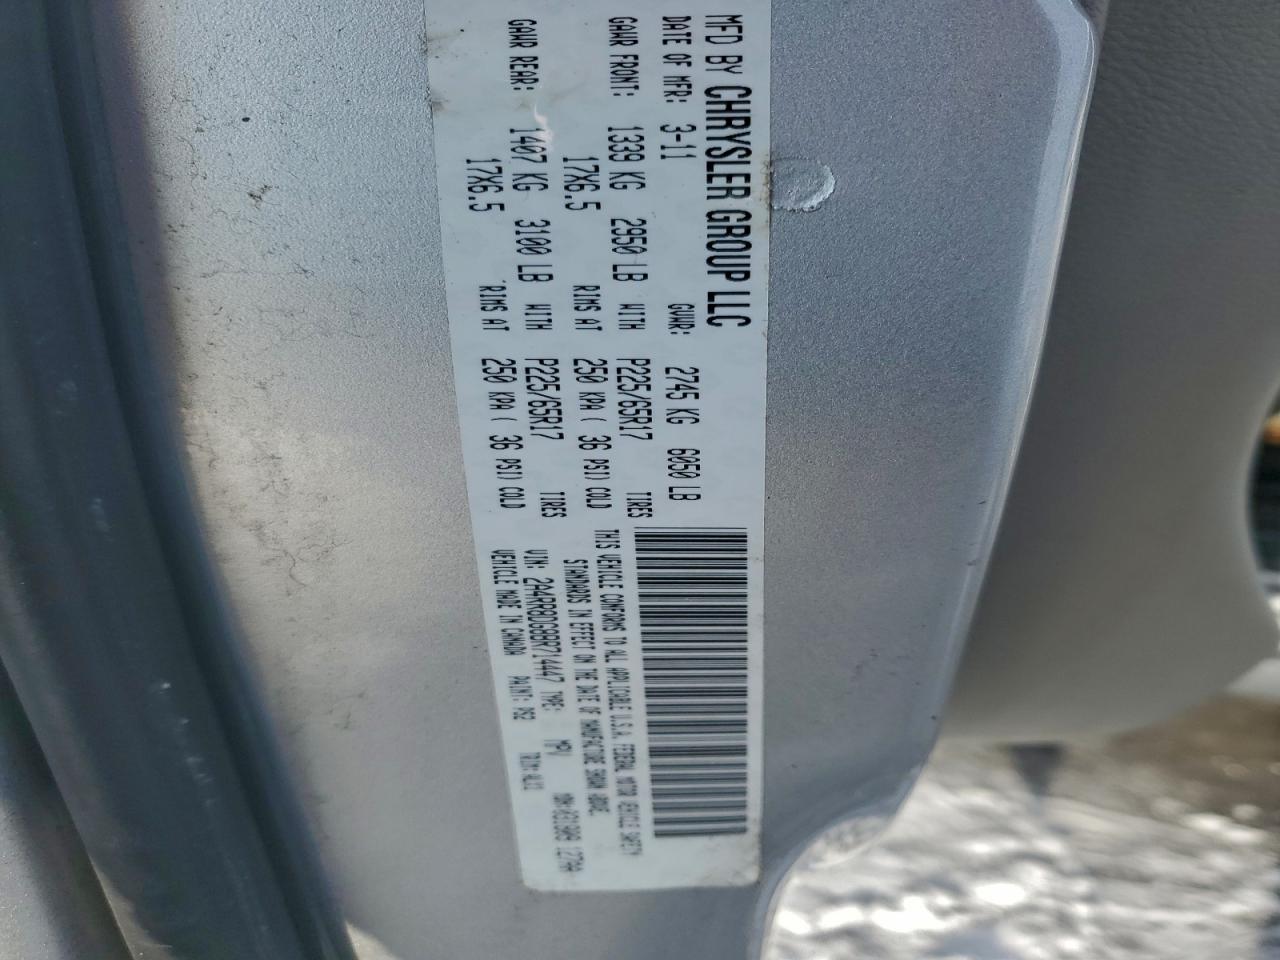 MFD BY CHRYSLER GROUP LLC
DATE OF MFR: 3-11 GVWR: 2745 KG 6050 LB
GAWR FRONT: 1339 KG 2950 LB WITH P225/65R17 TIRES
17X6.5 RIMS AT 250 KPA ( 36 PSI) COLD
GAWR REAR: 1407 KG 3100 LB WITH P225/65R17 TIRES
17X6.5 RIMS AT 250 KPA ( 36 PSI) COLD
THIS VEHICLE CONFORMS TO ALL APPLICABLE U.S.A. FEDERAL MOTOR VEHICLE SAFETY
STANDARDS IN EFFECT ON THE DATE OF MANUFACTURE SHOWN ABOVE.
VIN: 2A4RR8DG8BR714447 TYPE: MPV
VEHICLE MADE IN CANADA PAINT: PS2